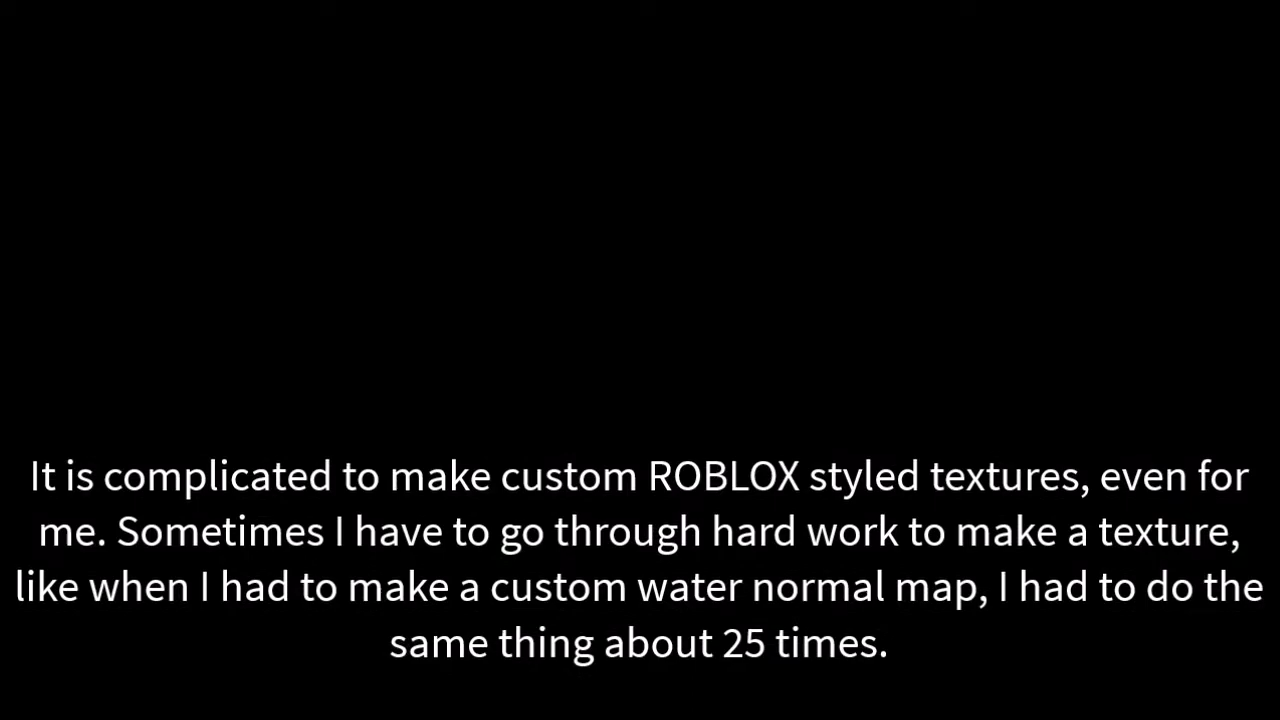 It is complicated to make custom ROBLOX styled textures, even for
me. Sometimes I have to go through hard work to make a texture,
like when I had to make a custom water normal map, I had to do the
same thing about 25 times.